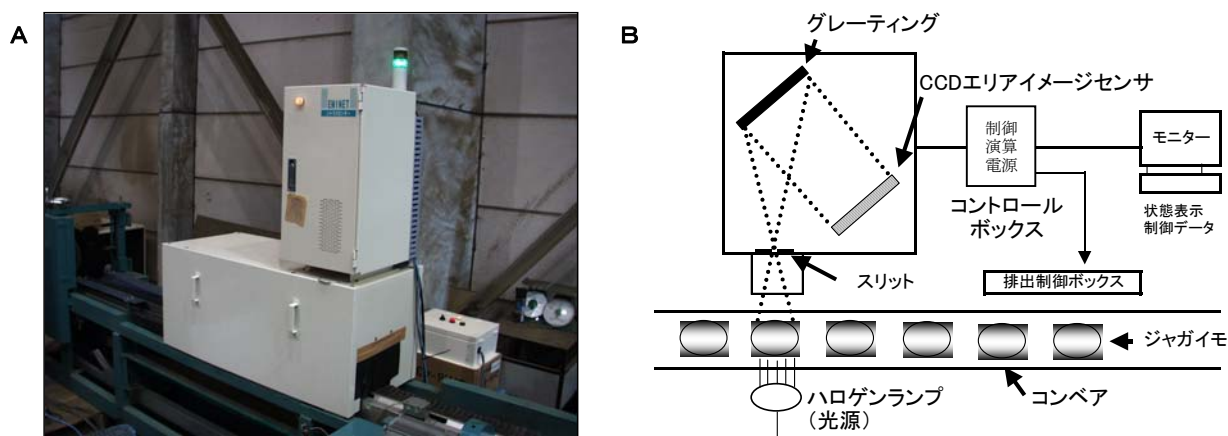 A
ENINET
B
グレーティング
CCDエリアイメージセンサ
制御
演算
電源
モニター
コントロール
ボックス
状態表示
制御データ
スリット
排出制御ボックス
ジャガイモ
ハロゲンランプ
(光源)
コンベア